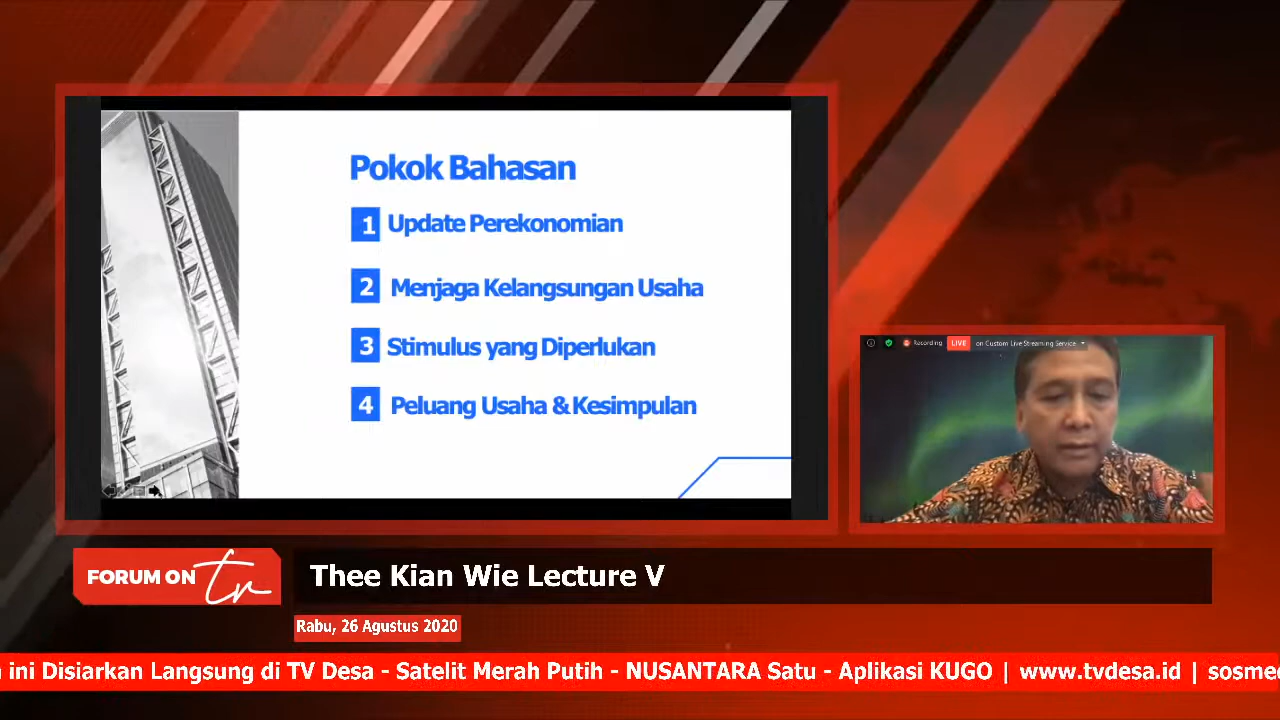 Pokok Bahasan
1 Update Perekonomian
2 Menjaga Kelangsungan Usaha
3 Stimulus yang Diperlukan
4 Peluang Usaha & Kesimpulan
Recording LIVE on Custom Live Streaming Service
FORUM ON tr
Thee Kian Wie Lecture V
Rabu, 26 Agustus 2020
ini Disiarkan Langsung di TV Desa - Satelit Merah Putih - NUSANTARA Satu - Aplikasi KUGO | www.tvdesa.id |